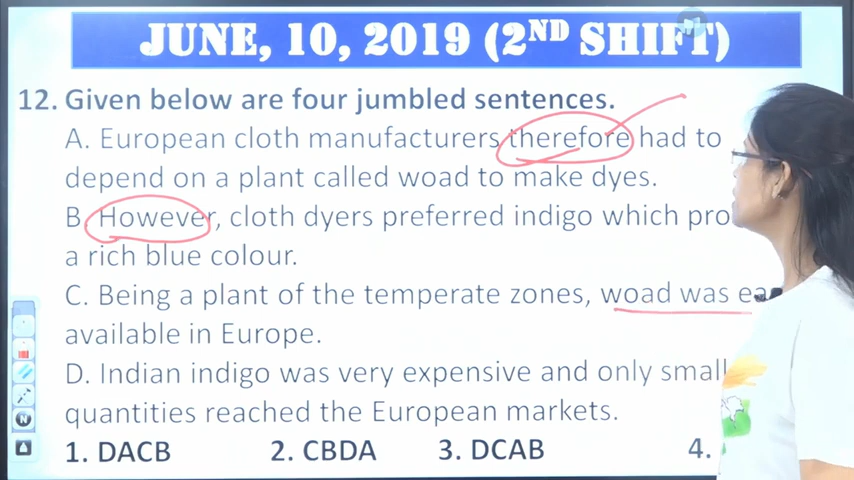 JUNE, 10, 2019 (2ND SHIFT)
12. Given below are four jumbled sentences.
A. European cloth manufacturers therefore had to
depend on a plant called woad to make dyes.
B. However, cloth dyers preferred indigo which
a rich blue colour.
C. Being a plant of the temperate zones, woad was
available in Europe.
D. Indian indigo was very expensive and only small
quantities reached the European markets.
1. DACB 2. CBDA 3. DCAB 4.
N